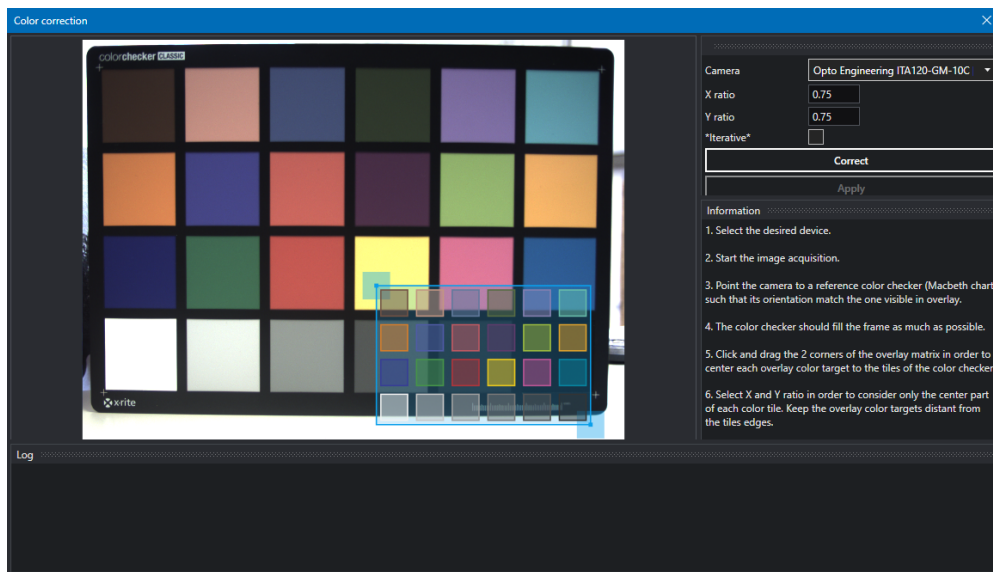 Color correction
colorchecker CLASSIC
x-rite
Camera
Opto Engineering ITA120-GM-10C
X ratio
0.75
Y ratio
0.75
*Iterative*
Correct
Apply
Information
1. Select the desired device.
2. Start the image acquisition.
3. Point the camera to a reference color checker (Macbeth chart
such that its orientation match the one visible in overlay.
4. The color checker should fill the frame as much as possible.
5. Click and drag the 2 corners of the overlay matrix in order to
center each overlay color target to the tiles of the color checker
6. Select X and Y ratio in order to consider only the center part
of each color tile. Keep the overlay color targets distant from
the tiles edges.
Log